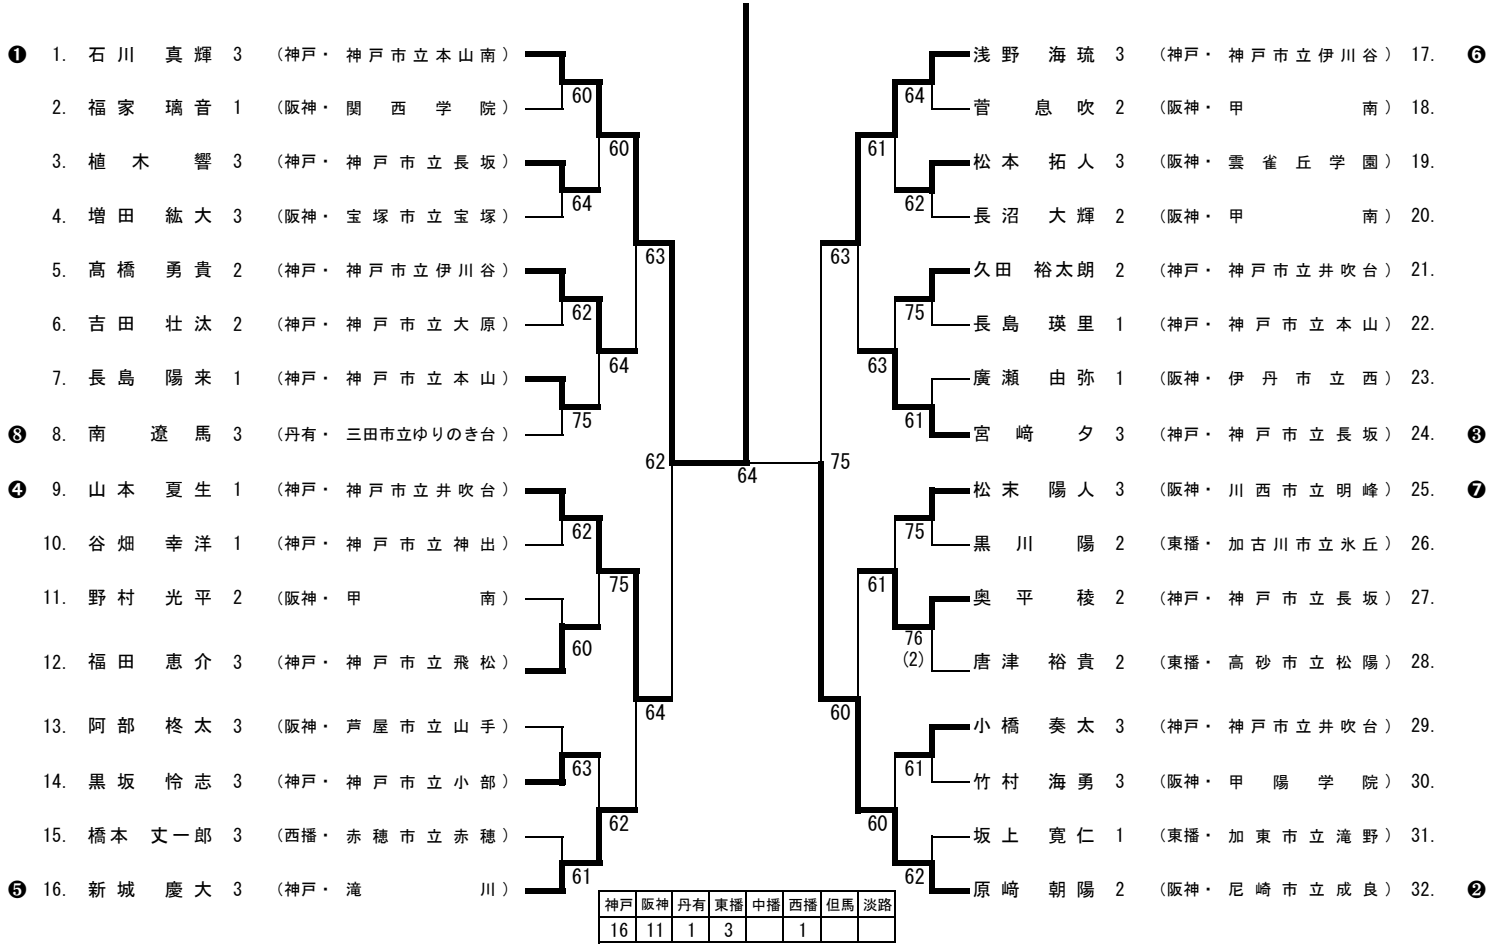 ❶ 1. 石川 真輝 3 (神戸・神戸市立本山南)
2. 福家 璃音 1 (阪神・関西学院)
3. 植木 響 3 (神戸・神戸市立長坂)
4. 増田 紘大 3 (阪神・宝塚市立宝塚)
5. 髙橋 勇貴 2 (神戸・神戸市立伊川谷)
6. 吉田 壮汰 2 (神戸・神戸市立大原)
7. 長島 陽来 1 (神戸・神戸市立本山)
❽ 8. 南 遼馬 3 (丹有・三田市立ゆりのき台)
❹ 9. 山本 夏生 1 (神戸・神戸市立井吹台)
10. 谷畑 幸洋 1 (神戸・神戸市立神出)
11. 野村 光平 2 (阪神・甲南)
12. 福田 恵介 3 (神戸・神戸市立飛松)
13. 阿部 柊太 3 (阪神・芦屋市立山手)
14. 黒坂 怜志 3 (神戸・神戸市立小部)
15. 橋本 丈一郎 3 (西播・赤穂市立赤穂)
❺ 16. 新城 慶大 3 (神戸・滝川)
60
64
62
75
62
60
63
61
60
64
75
62
63
64
62
64
75
63
60
61
63
61
60
64
62
75
61
75
76
(2)
61
62
浅野 海琉 3 (神戸・神戸市立伊川谷) 17. ❻
菅 息吹 2 (阪神・甲南) 18.
松本 拓人 3 (阪神・雲雀丘学園) 19.
長沼 大輝 2 (阪神・甲南) 20.
久田 裕太朗 2 (神戸・神戸市立井吹台) 21.
長島 瑛里 1 (神戸・神戸市立本山) 22.
廣瀬 由弥 1 (阪神・伊丹市立西) 23.
宮﨑 夕 3 (神戸・神戸市立長坂) 24. ❸
松末 陽人 3 (阪神・川西市立明峰) 25. ❼
黒川 陽 2 (東播・加古川市立氷丘) 26.
奥平 稜 2 (神戸・神戸市立長坂) 27.
唐津 裕貴 2 (東播・高砂市立松陽) 28.
小橋 奏太 3 (神戸・神戸市立井吹台) 29.
竹村 海勇 3 (阪神・甲陽学院) 30.
坂上 寛仁 1 (東播・加東市立滝野) 31.
原﨑 朝陽 2 (阪神・尼崎市立成良) 32. ❷
神戸 阪神 丹有 東播 中播 西播 但馬 淡路
16 11 1 3 1